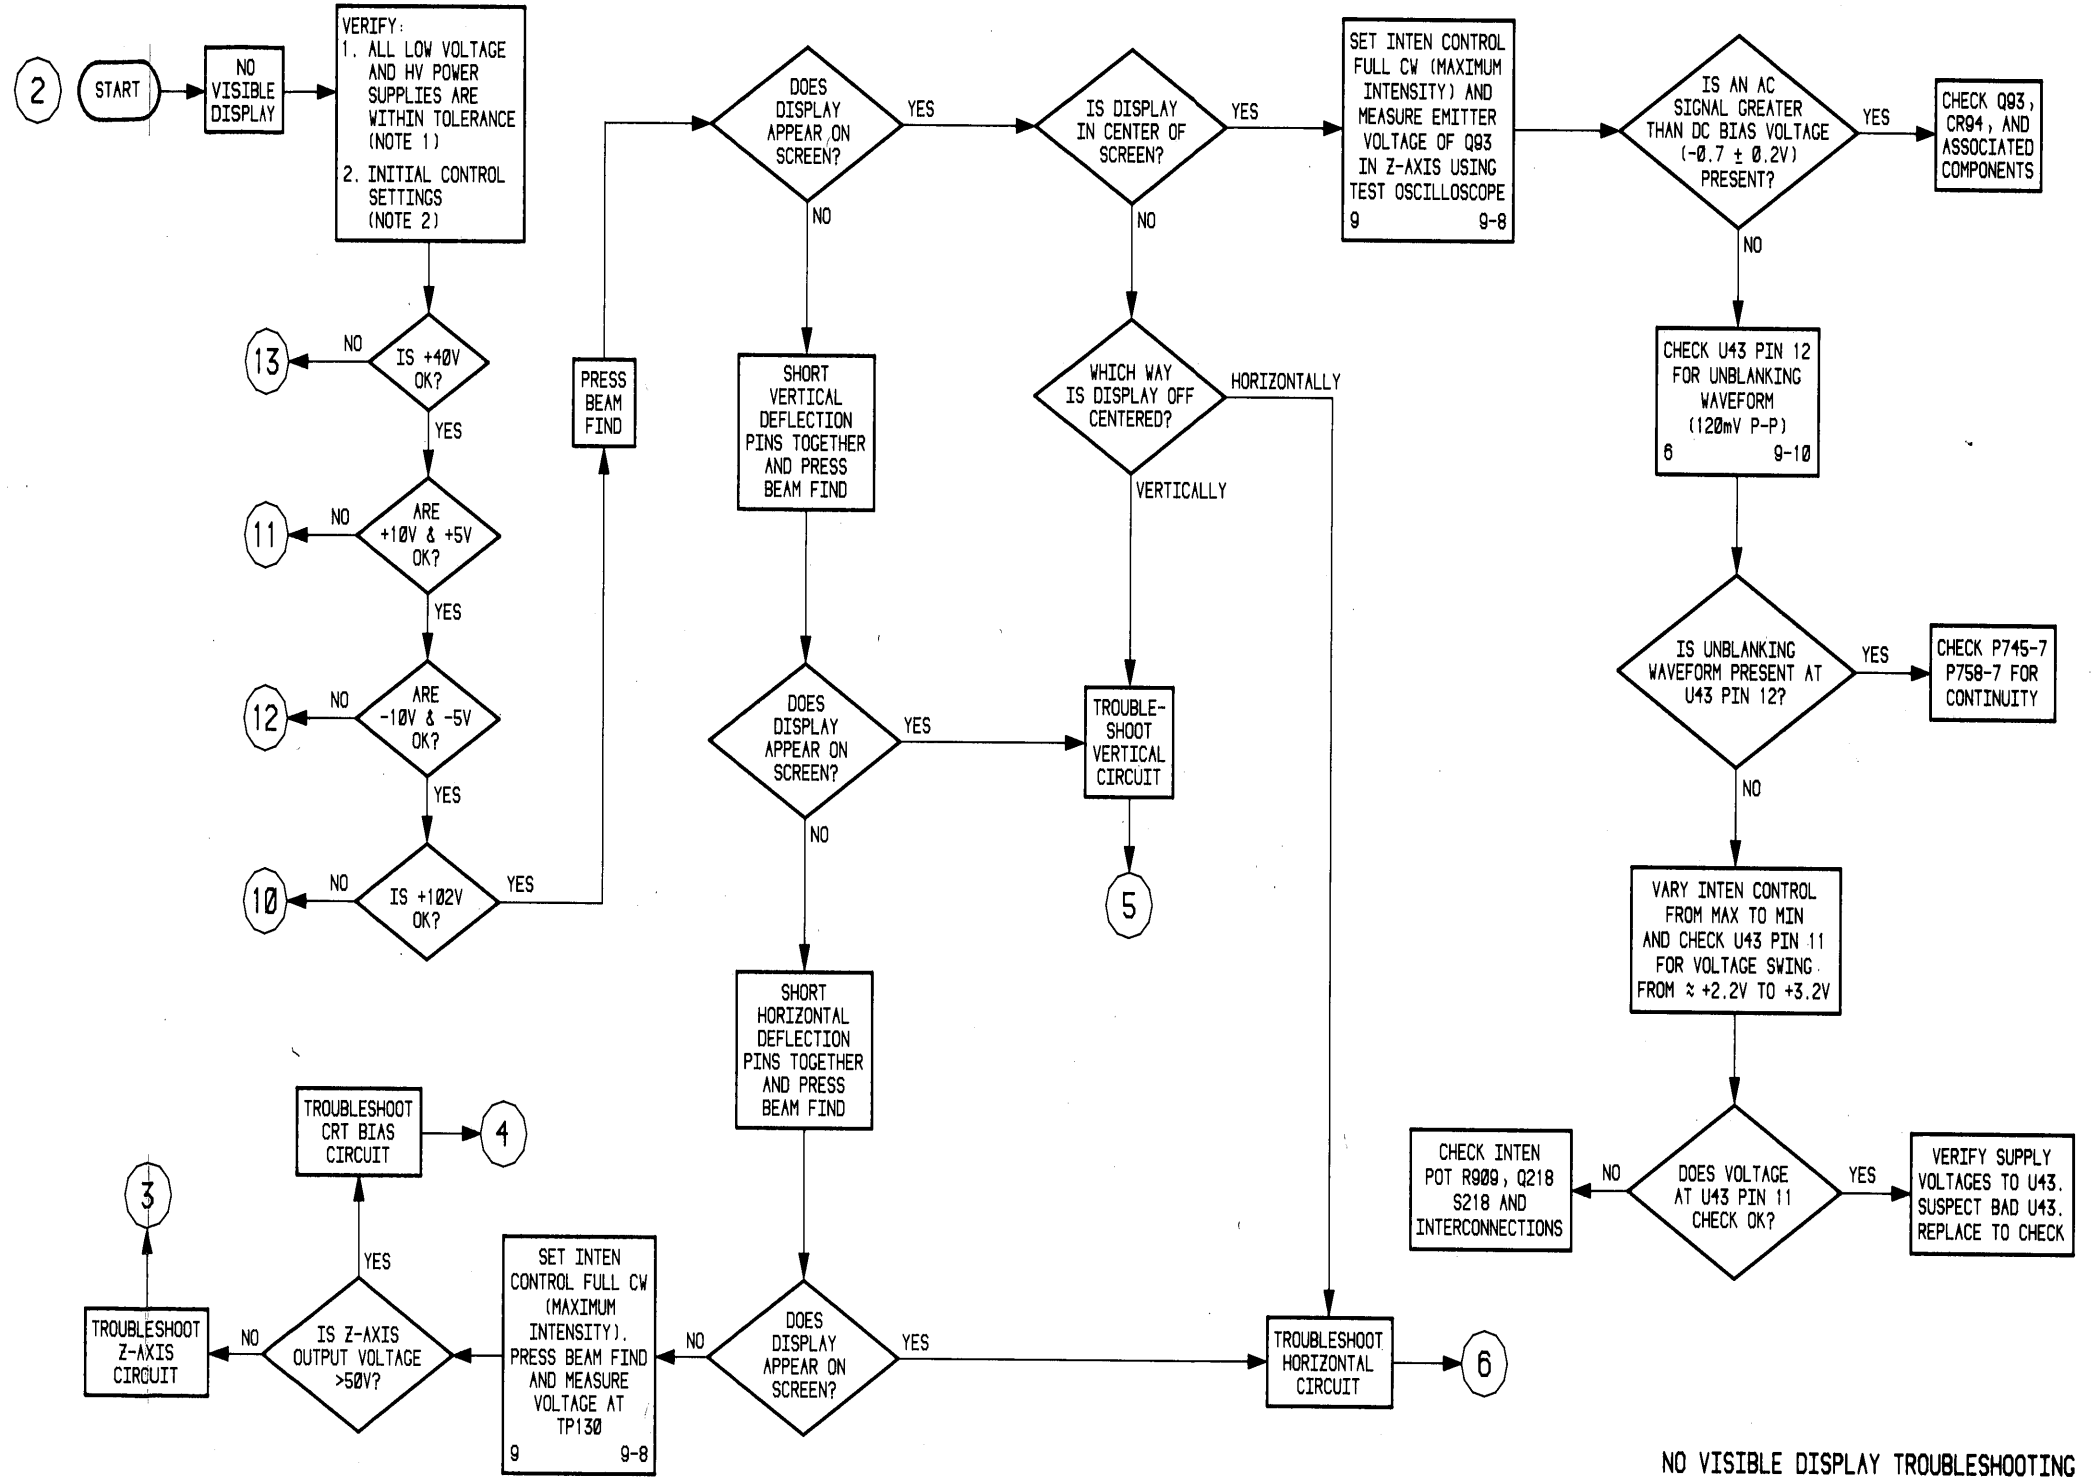 2
START
NO
VISIBLE
DISPLAY
VERIFY:
1. ALL LOW VOLTAGE
AND HV POWER
SUPPLIES ARE
WITHIN TOLERANCE
(NOTE 1)
2. INITIAL CONTROL
SETTINGS
(NOTE 2)
IS +40V
OK?
NO
13
YES
ARE
+10V & +5V
OK?
NO
11
YES
ARE
-10V & -5V
OK?
NO
12
YES
IS +102V
OK?
NO
10
YES
PRESS
BEAM
FIND
DOES
DISPLAY
APPEAR ON
SCREEN?
YES
NO
IS DISPLAY
IN CENTER OF
SCREEN?
YES
NO
SET INTEN CONTROL
FULL CW (MAXIMUM
INTENSITY) AND
MEASURE EMITTER
VOLTAGE OF Q93
IN Z-AXIS USING
TEST OSCILLOSCOPE
9 9-8
IS AN AC
SIGNAL GREATER
THAN DC BIAS VOLTAGE
(-0.7 ± 0.2V)
PRESENT?
YES
CHECK Q93,
CR94, AND
ASSOCIATED
COMPONENTS
NO
CHECK U43 PIN 12
FOR UNBLANKING
WAVEFORM
(120mV P-P)
6 9-10
IS UNBLANKING
WAVEFORM PRESENT AT
U43 PIN 12?
YES
CHECK P745-7
P758-7 FOR
CONTINUITY
NO
VARY INTEN CONTROL
FROM MAX TO MIN
AND CHECK U43 PIN 11
FOR VOLTAGE SWING
FROM ≈ +2.2V TO +3.2V
DOES VOLTAGE
AT U43 PIN 11
CHECK OK?
NO
CHECK INTEN
POT R909, Q218
S218 AND
INTERCONNECTIONS
YES
VERIFY SUPPLY
VOLTAGES TO U43.
SUSPECT BAD U43.
REPLACE TO CHECK
WHICH WAY
IS DISPLAY OFF
CENTERED?
HORIZONTALLY
VERTICALLY
SHORT
VERTICAL
DEFLECTION
PINS TOGETHER
AND PRESS
BEAM FIND
DOES
DISPLAY
APPEAR ON
SCREEN?
YES
TROUBLE-
SHOOT
VERTICAL
CIRCUIT
5
NO
SHORT
HORIZONTAL
DEFLECTION
PINS TOGETHER
AND PRESS
BEAM FIND
DOES
DISPLAY
APPEAR ON
SCREEN?
YES
TROUBLESHOOT
HORIZONTAL
CIRCUIT
6
NO
SET INTEN
CONTROL FULL CW
(MAXIMUM
INTENSITY).
PRESS BEAM FIND
AND MEASURE
VOLTAGE AT
TP130
9 9-8
IS Z-AXIS
OUTPUT VOLTAGE
>50V?
YES
TROUBLESHOOT
CRT BIAS
CIRCUIT
4
NO
TROUBLESHOOT
Z-AXIS
CIRCUIT
3
NO VISIBLE DISPLAY TROUBLESHOOTING